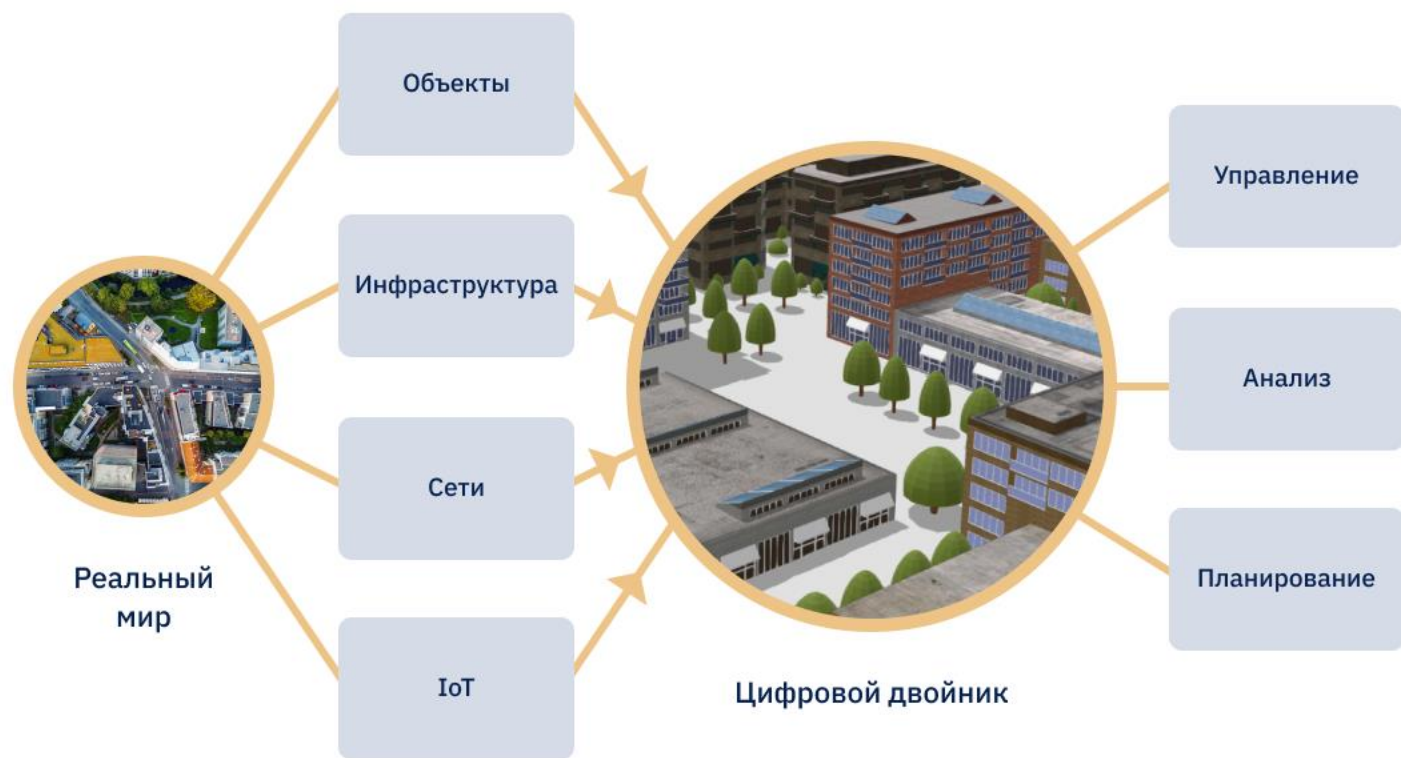 Объекты
Инфраструктура
Сети
IoT
Реальный
мир
Цифровой двойник
Управление
Анализ
Планирование